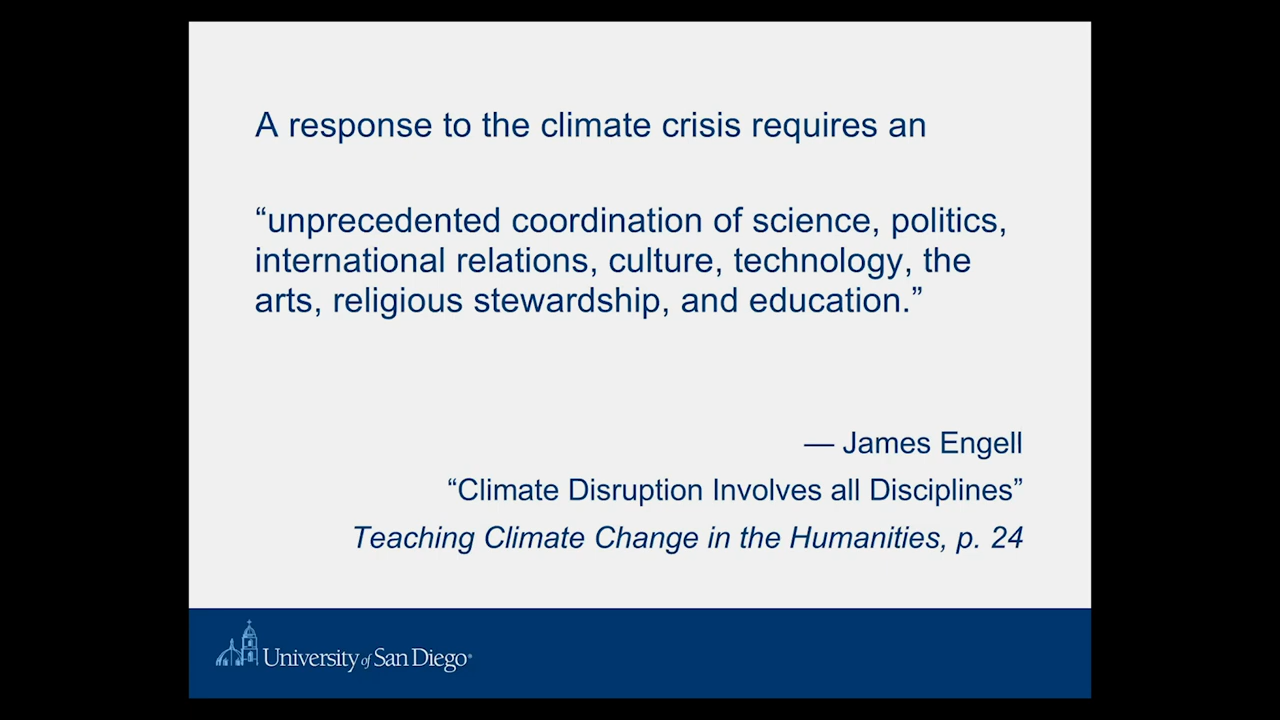 A response to the climate crisis requires an
“unprecedented coordination of science, politics,
international relations, culture, technology, the
arts, religious stewardship, and education.”
— James Engell
“Climate Disruption Involves all Disciplines”
Teaching Climate Change in the Humanities, p. 24
University of San Diego